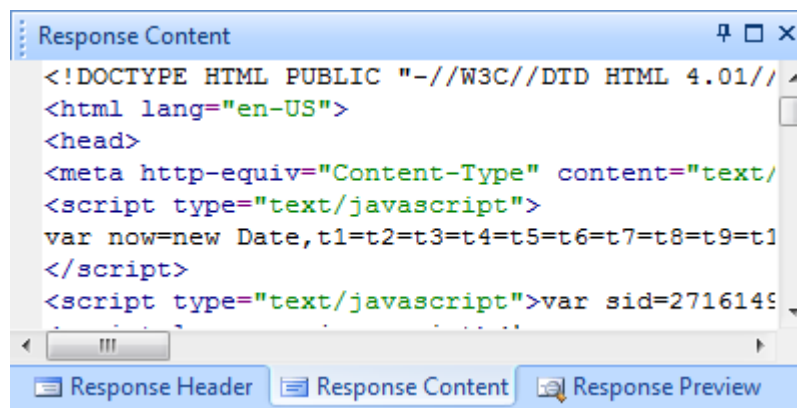 Response Content
<!DOCTYPE HTML PUBLIC "-//W3C//DTD HTML 4.01//
<html lang="en-US">
<head>
<meta http-equiv="Content-Type" content="text/
<script type="text/javascript">
var now=new Date,t1=t2=t3=t4=t5=t6=t7=t8=t9=t1
</script>
<script type="text/javascript">var sid=2716149
Response Header Response Content Response Preview